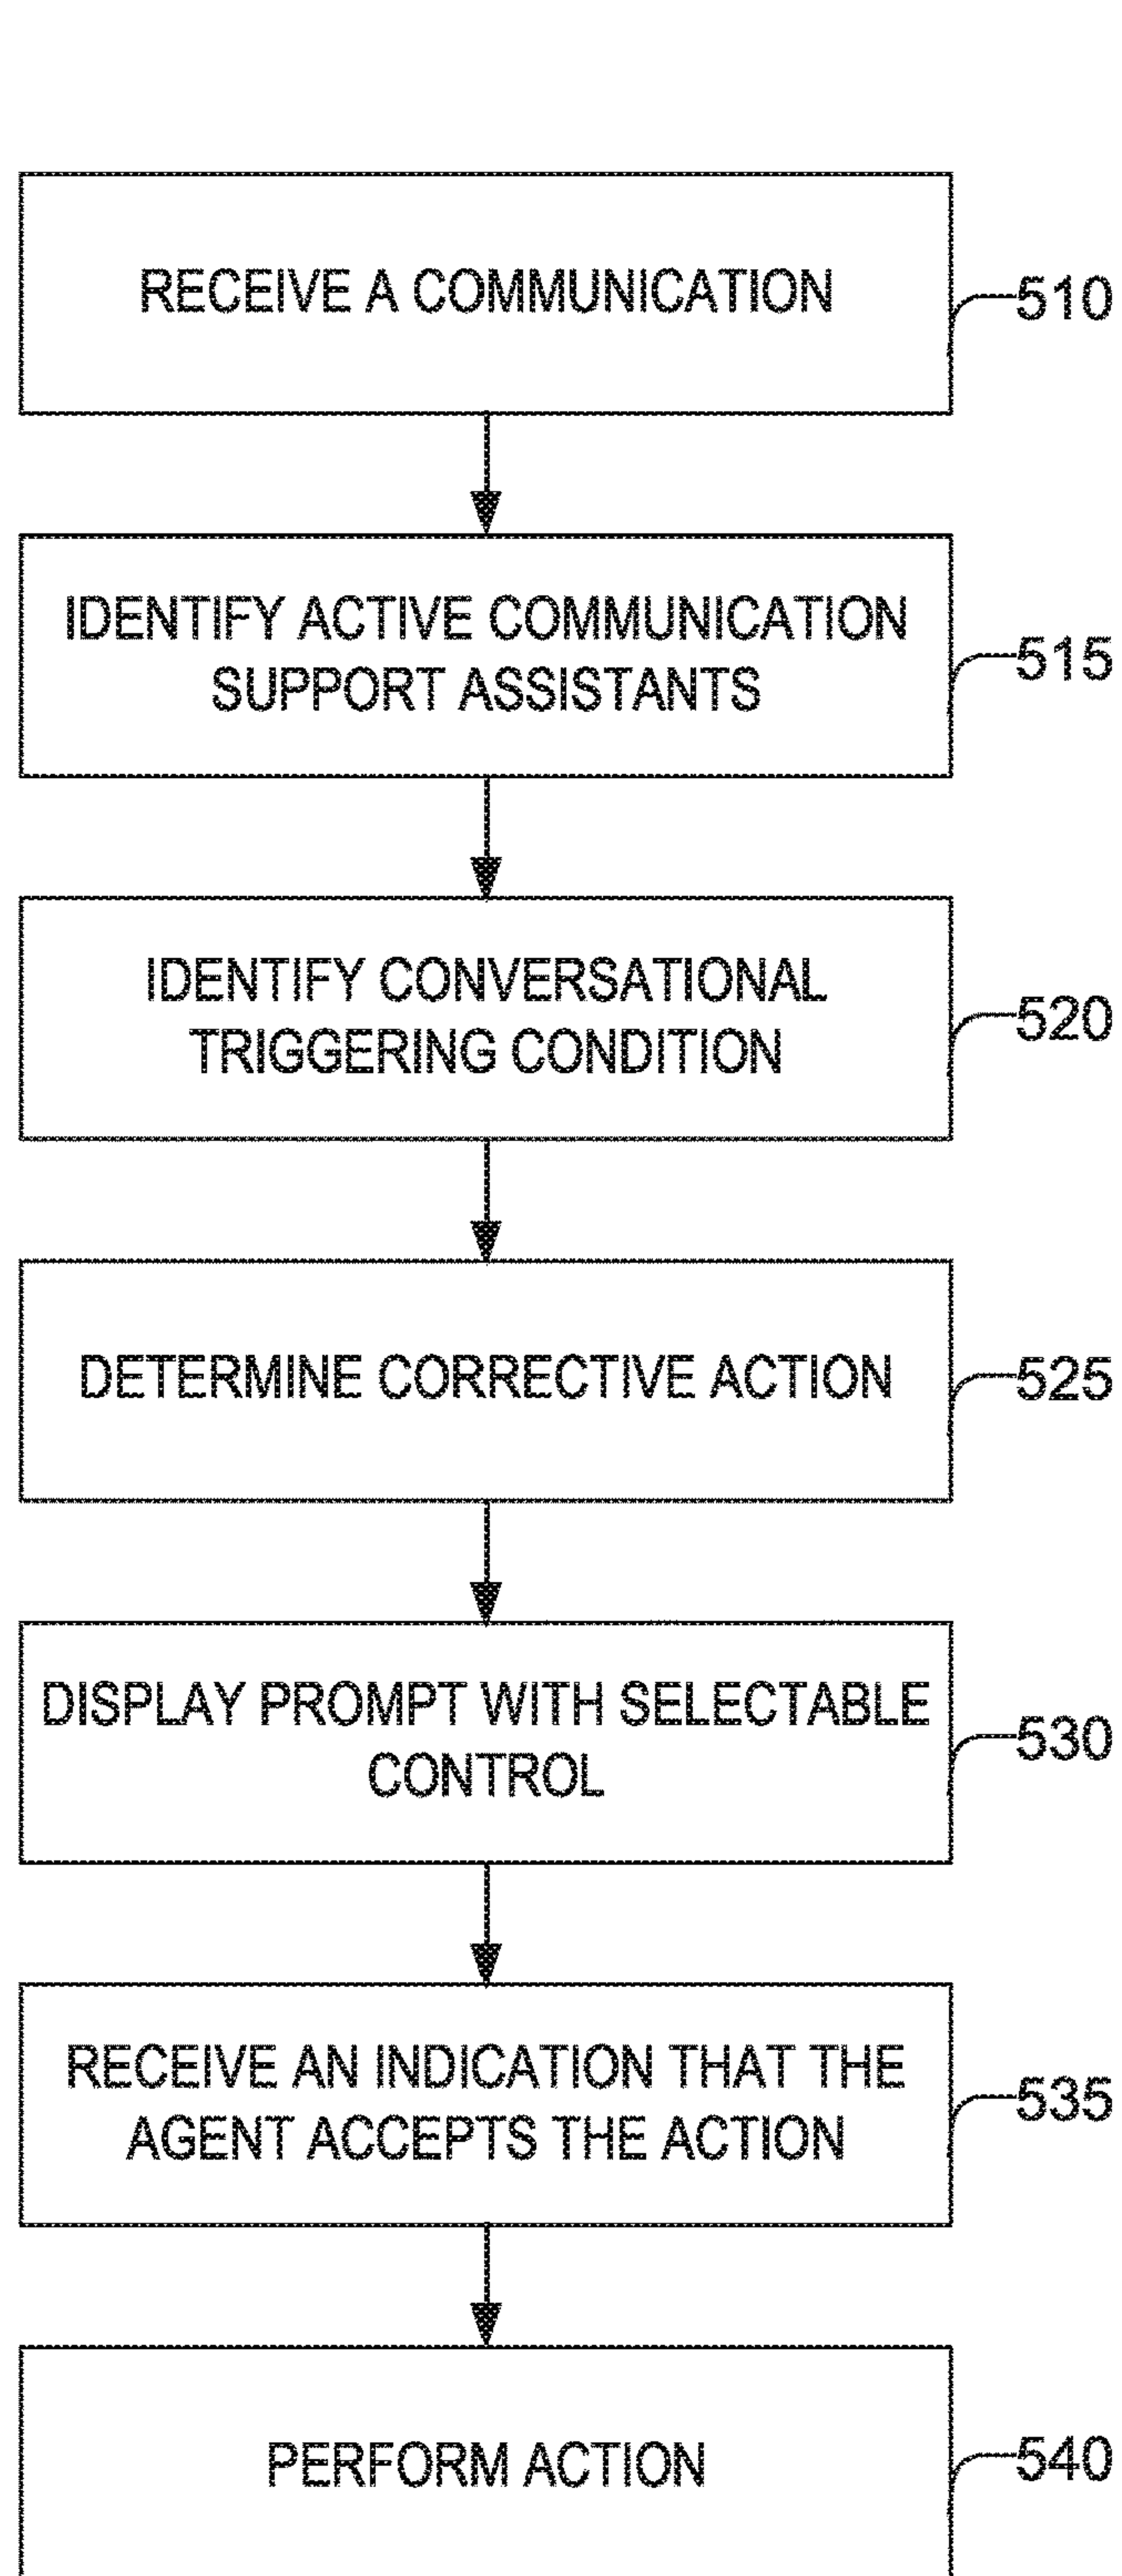 RECEIVE A COMMUNICATION
510
IDENTIFY ACTIVE COMMUNICATION
SUPPORT ASSISTANTS
515
IDENTIFY CONVERSATIONAL
TRIGGERING CONDITION
520
DETERMINE CORRECTIVE ACTION
525
DISPLAY PROMPT WITH SELECTABLE
CONTROL
530
RECEIVE AN INDICATION THAT THE
AGENT ACCEPTS THE ACTION
535
PERFORM ACTION
540